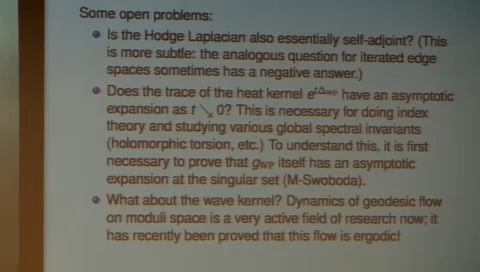 Some open problems:
• Is the Hodge Laplacian also essentially self-adjoint? (This
is more subtle: the analogous question for iterated edge
spaces sometimes has a negative answer.)
• Does the trace of the heat kernel e^{tΔ_WP} have an asymptotic
expansion as t ↘ 0? This is necessary for doing index
theory and studying various global spectral invariants
(holomorphic torsion, etc.) To understand this, it is first
necessary to prove that g_WP itself has an asymptotic
expansion at the singular set (M-Swoboda).
• What about the wave kernel? Dynamics of geodesic flow
on moduli space is a very active field of research now; it
has recently been proved that this flow is ergodic!